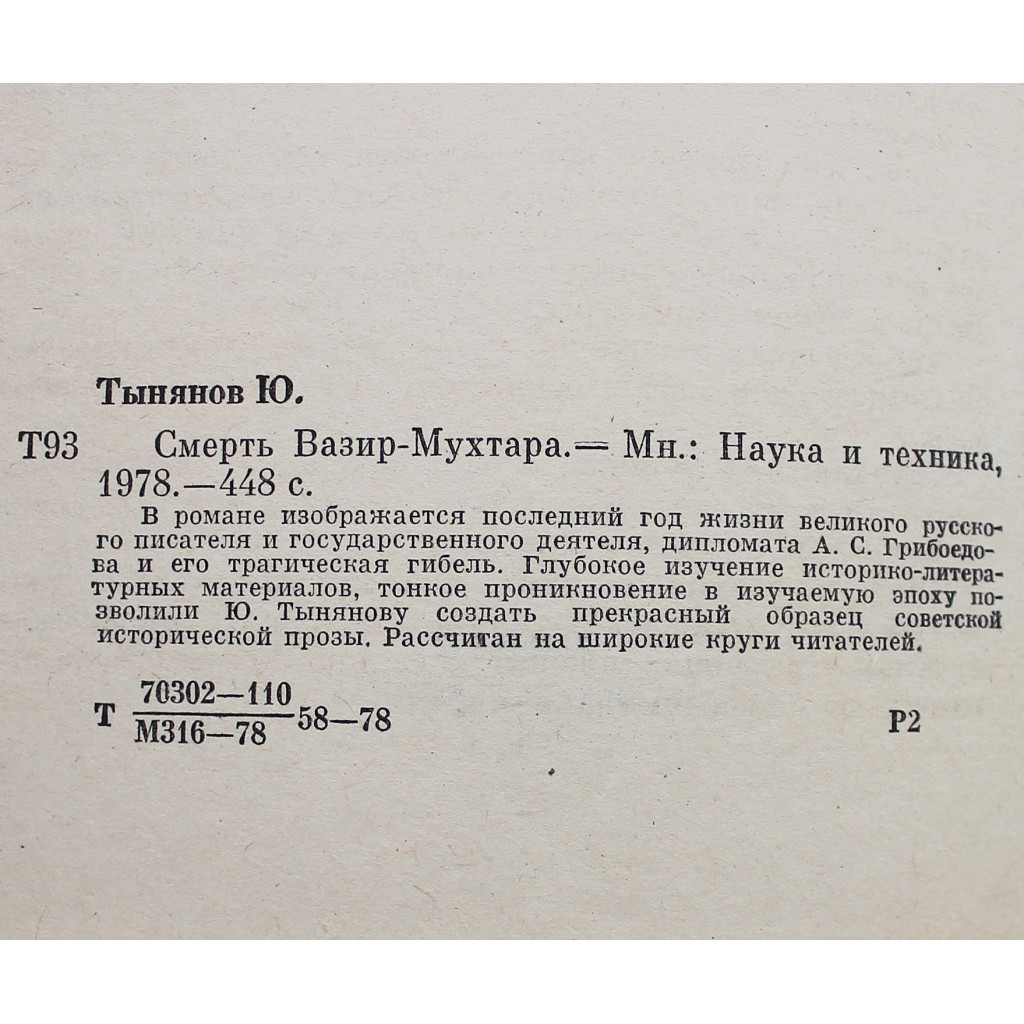 Тынянов Ю.
Т93 Смерть Вазир-Мухтара.— Мн.: Наука и техника,
1978.—448 с.
В романе изображается последний год жизни великого русско-
го писателя и государственного деятеля, дипломата А. С. Грибоедо-
ва и его трагическая гибель. Глубокое изучение историко-литера-
турных материалов, тонкое проникновение в изучаемую эпоху по-
зволили Ю. Тынянову создать прекрасный образец советской
исторической прозы. Рассчитан на широкие круги читателей.
70302—110
Т М316—78 58—78 Р2